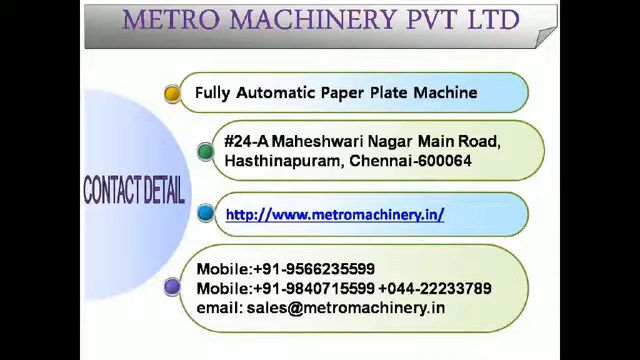 METRO MACHINERY PVT LTD
Fully Automatic Paper Plate Machine
#24-A Maheshwari Nagar Main Road,
Hasthinapuram, Chennai-600064
CONTACT DETAIL
http://www.metromachinery.in/
Mobile:+91-9566235599
Mobile:+91-9840715599 +044-22233789
email: sales@metromachinery.in